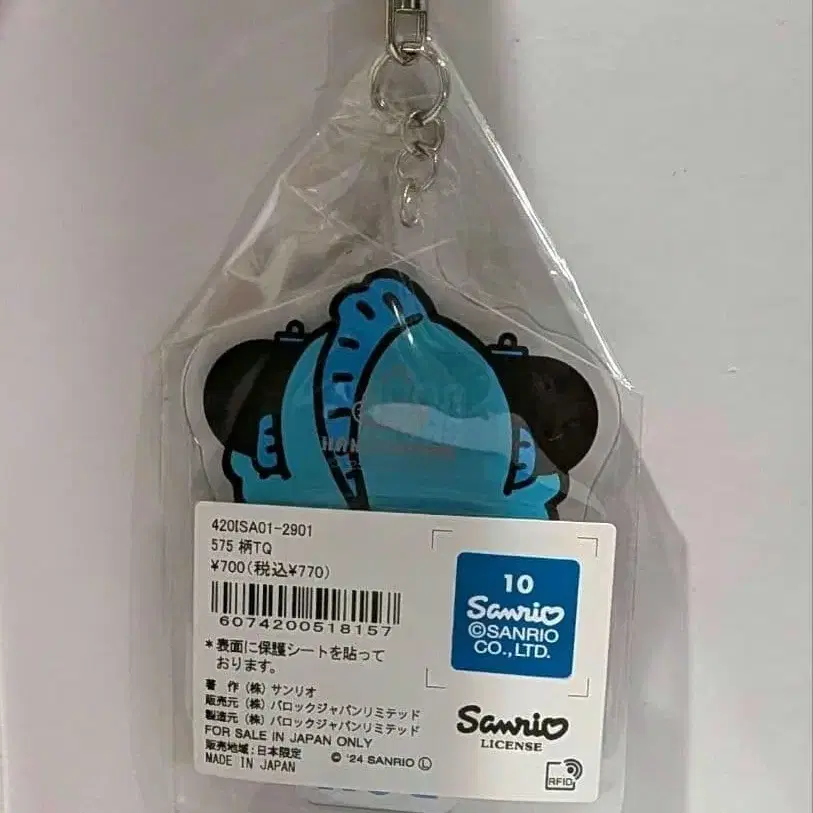 420ISA01-2901
575 柄TQ
¥700(税込¥770)
6074200518157
*表面に保護シートを貼って
おります。
著 作(株) サンリオ
販売元(株) バロックジャパンリミテッド
製造元(株) バロックジャパンリミテッド
FOR SALE IN JAPAN ONLY
販売地域:日本限定
MADE IN JAPAN
© '24 SANRIO Ⓛ
10
Sanrio
©SANRIO
CO.,LTD.
Sanrio
LICENSE
RFID